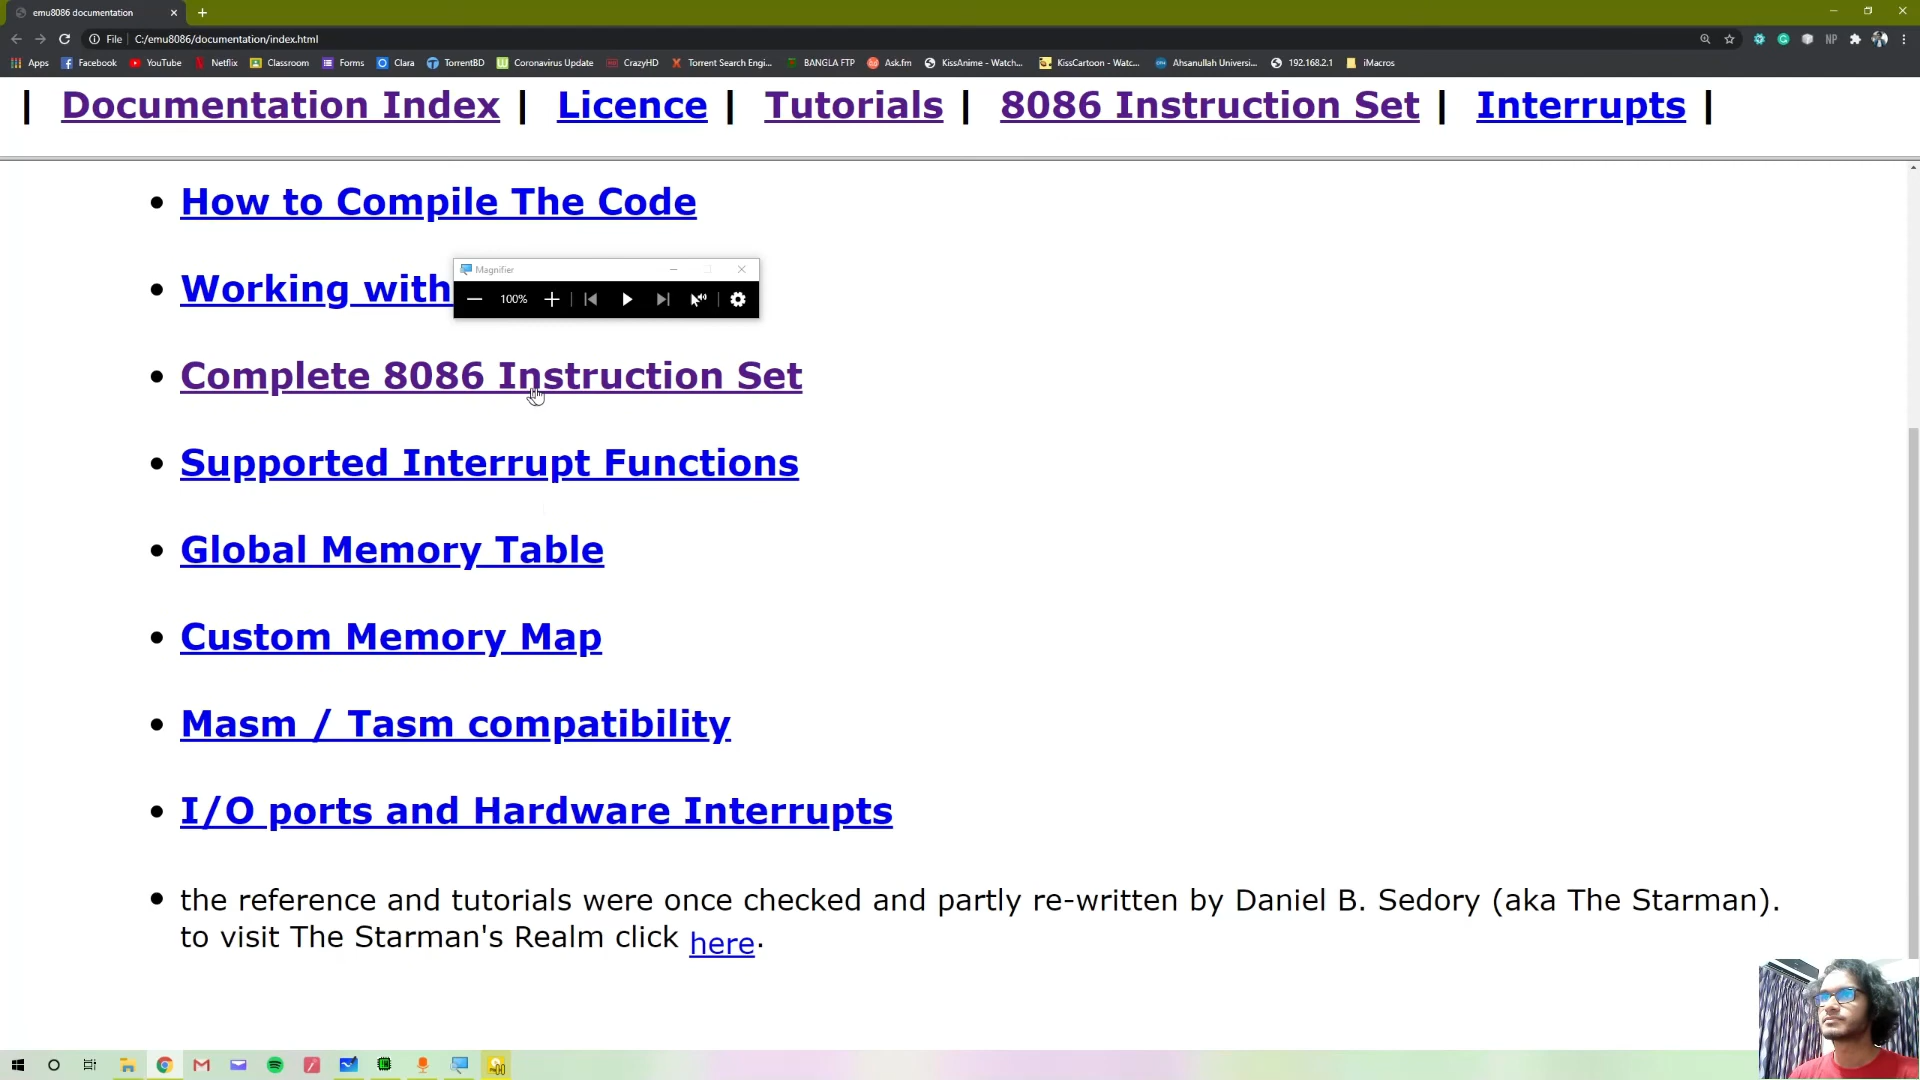 emu8086 documentation
File | C:/emu8086/documentation/index.html
Apps Facebook YouTube Netflix Classroom Forms Clara TorrentBD Coronavirus Update CrazyHD Torrent Search Engi... BANGLA FTP Ask.fm KissAnime - Watch... KissCartoon - Watc... Ahsanullah Universi... 192.168.2.1 iMacros
| Documentation Index | Licence | Tutorials | 8086 Instruction Set | Interrupts |
• How to Compile The Code
Magnifier
• Working with
100%
• Complete 8086 Instruction Set
• Supported Interrupt Functions
• Global Memory Table
• Custom Memory Map
• Masm / Tasm compatibility
• I/O ports and Hardware Interrupts
• the reference and tutorials were once checked and partly re-written by Daniel B. Sedory (aka The Starman).
to visit The Starman's Realm click here.